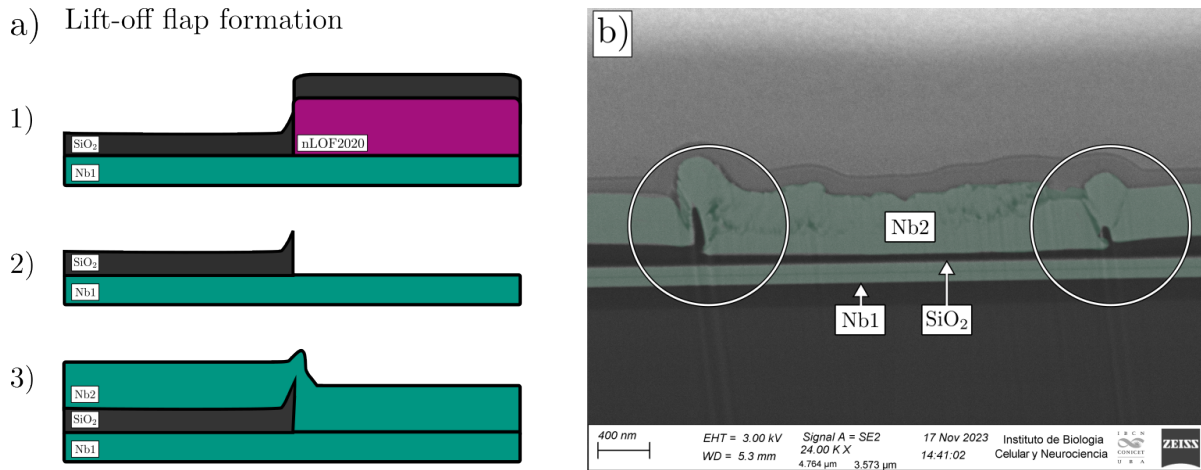 a) Lift-off flap formation
1)
SiO₂
nLOF2020
Nb1
2)
SiO₂
Nb1
3)
Nb2
SiO₂
Nb1
b)
Nb2
Nb1
SiO₂
400 nm
EHT = 3.00 kV
WD = 5.3 mm
Signal A = SE2
24.00 K X
4.764 µm 3.573 µm
17 Nov 2023
14:41:02
Instituto de Biologia
Celular y Neurociencia
I B C N
CONICET
U B A
ZEISS